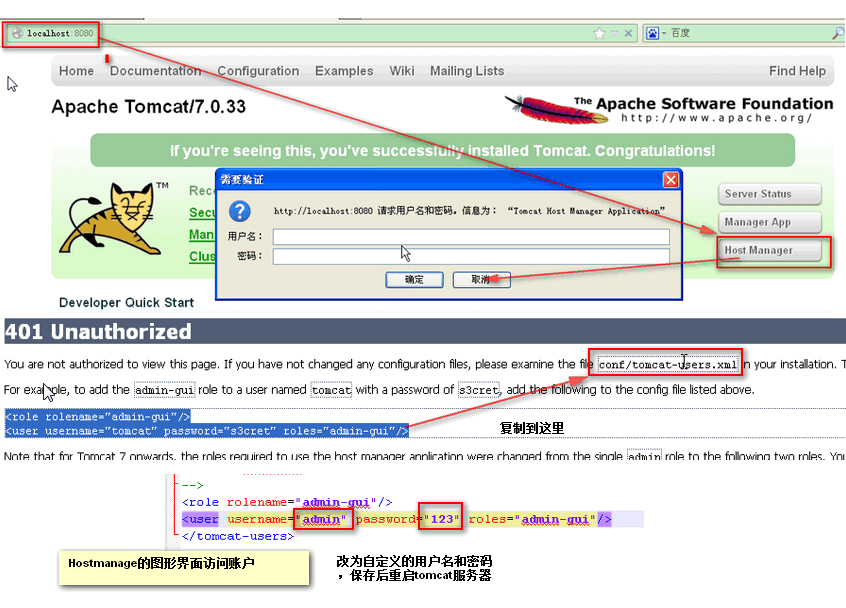 localhost:8080
百度
Home Documentation Configuration Examples Wiki Mailing Lists Find Help
Apache Tomcat/7.0.33
The Apache Software Foundation
http://www.apache.org/
If you're seeing this, you've successfully installed Tomcat. Congratulations!
TM
需要验证
http://localhost:8080 请求用户名和密码。信息为: “Tomcat Host Manager Application”
用户名:
密码:
确定 取消
Server Status
Manager App
Host Manager
Developer Quick Start
401 Unauthorized
You are not authorized to view this page. If you have not changed any configuration files, please examine the file conf/tomcat-users.xml in your installation. T
For example, to add the admin-gui role to a user named tomcat with a password of s3cret, add the following to the config file listed above.
<role rolename="admin-gui"/>
<user username="tomcat" password="s3cret" roles="admin-gui"/>
复制到这里
Note that for Tomcat 7 onwards, the roles required to use the host manager application were changed from the single admin role to the following two roles. You
-->
<role rolename="admin-gui"/>
<user username="admin" password="123" roles="admin-gui"/>
</tomcat-users>
Hostmanage的图形界面访问账户
改为自定义的用户名和密码
，保存后重启tomcat服务器